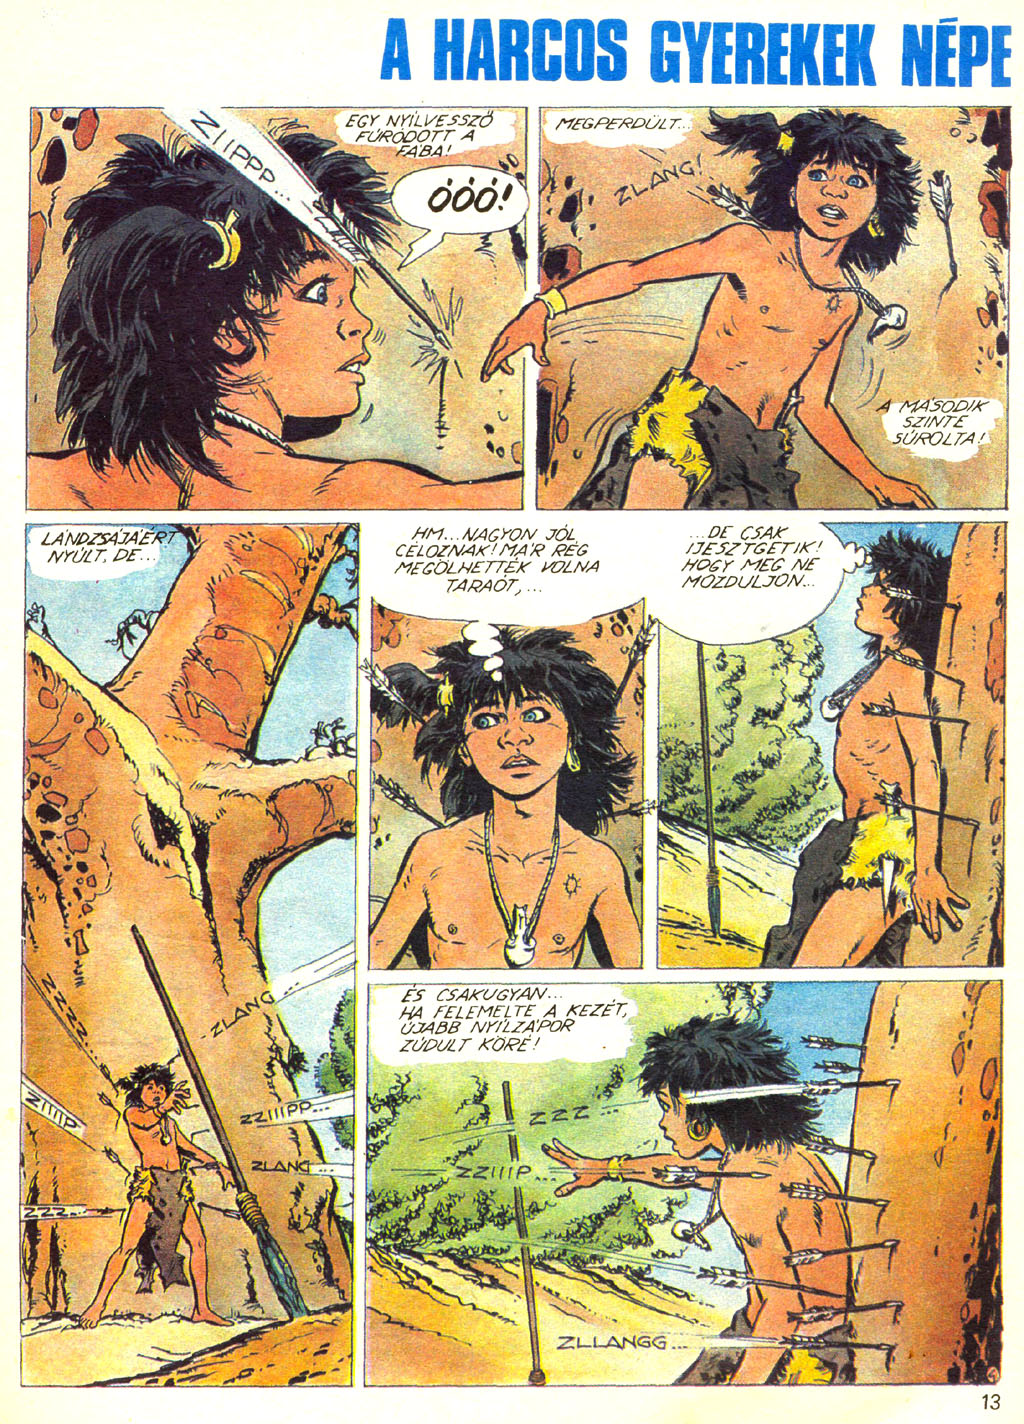 A HARCOS GYEREKEK NÉPE
ZIIPPP...
EGY NYÍLVESSZŐ
FÚRÓDOTT A
FÁBA!
ÓÓÓ!
MEGPERDÜLT...
ZLANG!
A MÁSODIK
SZINTE
SÚROLTA!
LÁNDZSÁJÁÉRT
NYÚLT, DE...
ZZZZ
ZLANG...
ZIIIP
ZZIIIPP...
ZLANG...
ZZZ...
HM...NAGYON JÓL
CÉLOZNAK! MÁR RÉG
MEGÖLHETTÉK VOLNA
TARAÓT,...
...DE CSAK
IJESZTGETIK!
HOGY MEG NE
MOZDULJON...
ÉS CSAKUGYAN...
HA FELEMELTE A KEZÉT,
ÚJABB NYÍLZÁPOR
ZÚDULT KÖRÉ!
ZZZ...
ZZIIIP...
ZLLANGG...
4
13